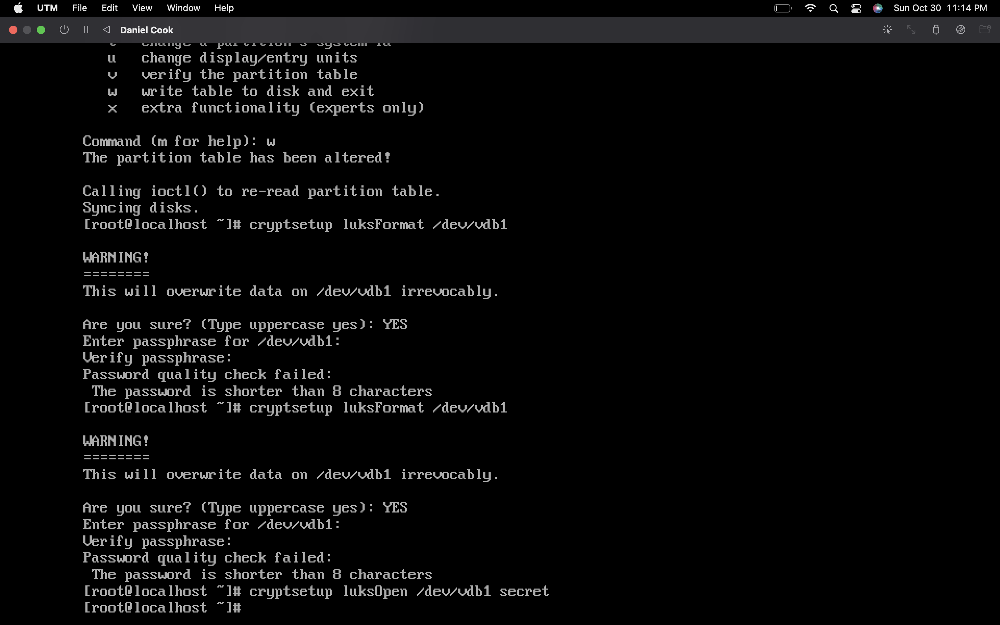 UTM File Edit View Window Help Sun Oct 30 11:14 PM
Daniel Cook
t change a partition's system id
u change display/entry units
v verify the partition table
w write table to disk and exit
x extra functionality (experts only)
Command (m for help): w
The partition table has been altered!
Calling ioctl() to re-read partition table.
Syncing disks.
[root@localhost ~]# cryptsetup luksFormat /dev/vdb1
WARNING!
========
This will overwrite data on /dev/vdb1 irrevocably.
Are you sure? (Type uppercase yes): YES
Enter passphrase for /dev/vdb1:
Verify passphrase:
Password quality check failed:
The password is shorter than 8 characters
[root@localhost ~]# cryptsetup luksFormat /dev/vdb1
WARNING!
========
This will overwrite data on /dev/vdb1 irrevocably.
Are you sure? (Type uppercase yes): YES
Enter passphrase for /dev/vdb1:
Verify passphrase:
Password quality check failed:
The password is shorter than 8 characters
[root@localhost ~]# cryptsetup luksOpen /dev/vdb1 secret
[root@localhost ~]#